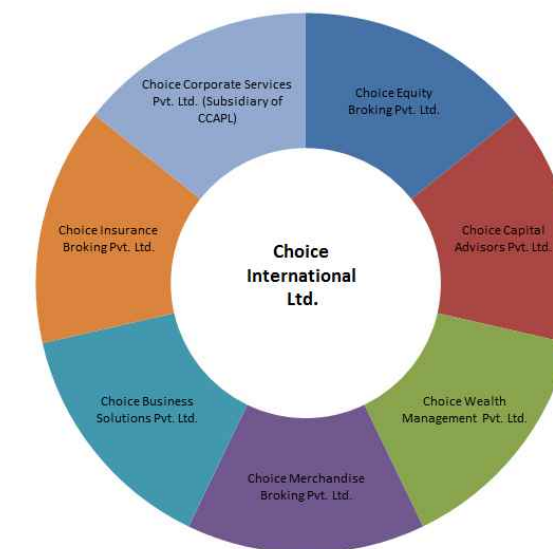 Choice Corporate Services
Pvt. Ltd. (Subsidiary of
CCAPL)
Choice Equity
Broking Pvt. Ltd.
Choice Insurance
Broking Pvt. Ltd.
Choice
International
Ltd.
Choice Capital
Advisors Pvt. Ltd.
Choice Business
Solutions Pvt. Ltd.
Choice Wealth
Management Pvt. Ltd.
Choice Merchandise
Broking Pvt. Ltd.